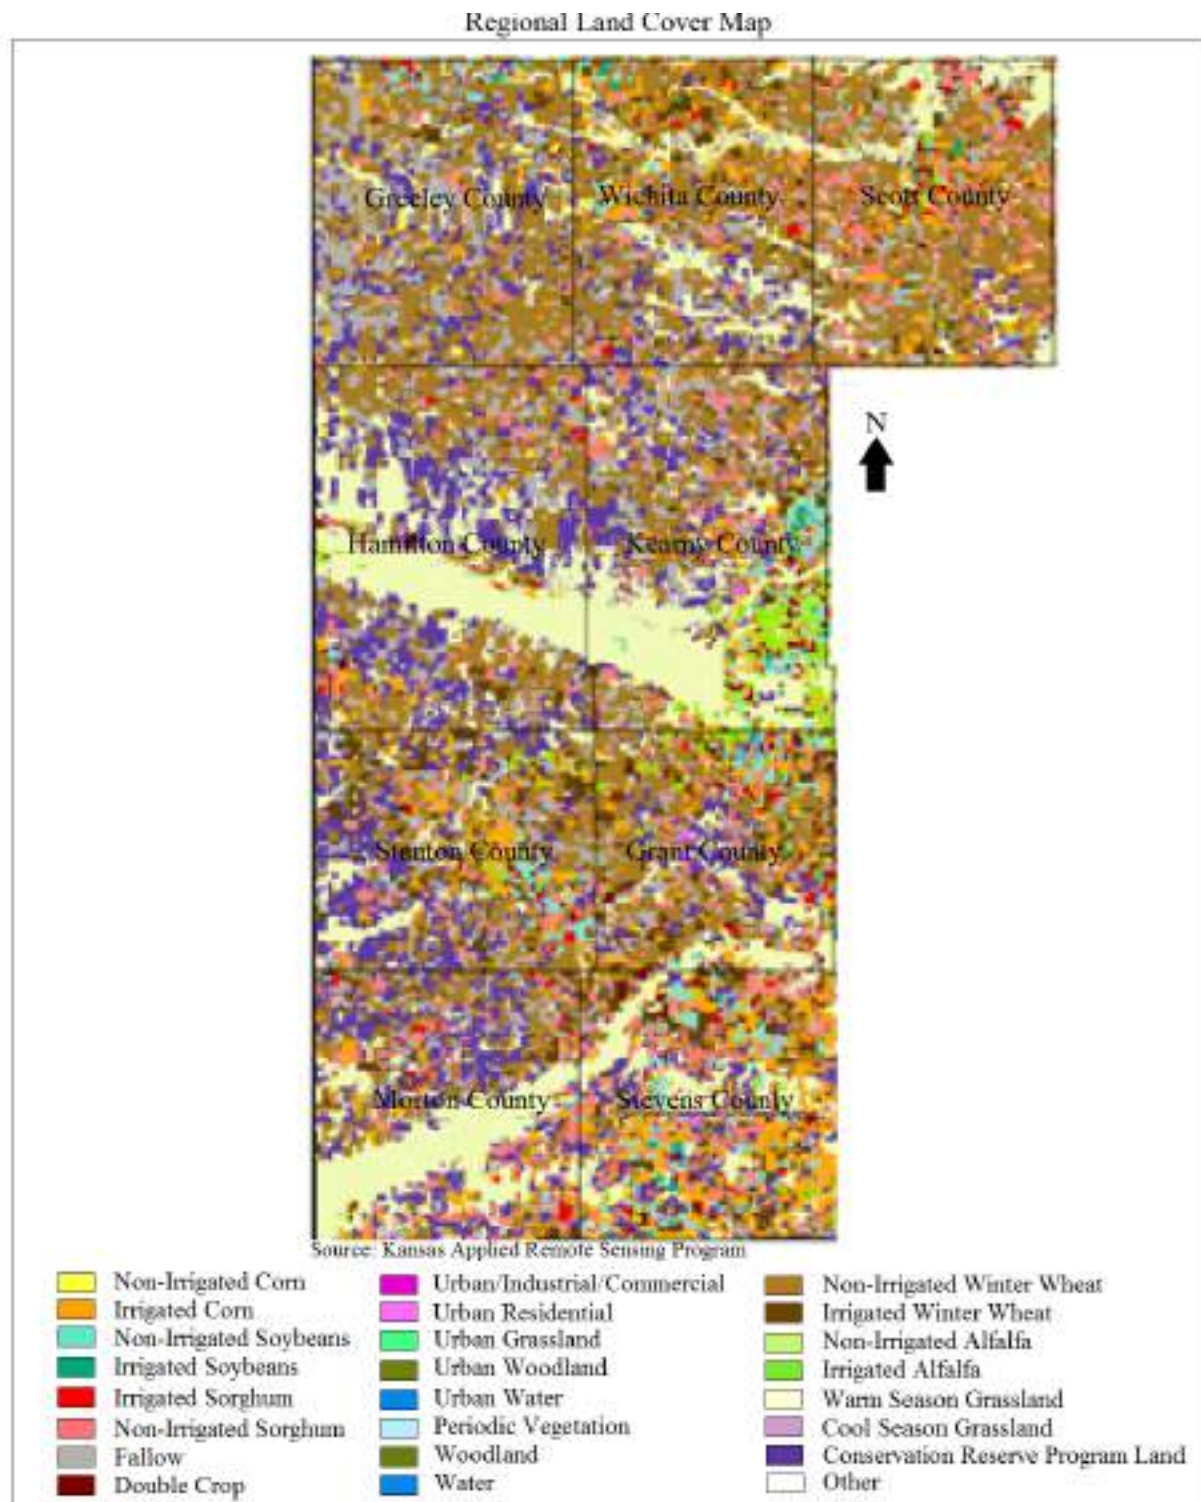 Regional Land Cover Map
Greeley County
Wichita County
Scott County
N
Hamilton County
Kearny County
Stanton County
Grant County
Morton County
Stevens County
Source: Kansas Applied Remote Sensing Program
Non-Irrigated Corn
Irrigated Corn
Non-Irrigated Soybeans
Irrigated Soybeans
Irrigated Sorghum
Non-Irrigated Sorghum
Fallow
Double Crop
Urban/Industrial/Commercial
Urban Residential
Urban Grassland
Urban Woodland
Urban Water
Periodic Vegetation
Woodland
Water
Non-Irrigated Winter Wheat
Irrigated Winter Wheat
Non-Irrigated Alfalfa
Irrigated Alfalfa
Warm Season Grassland
Cool Season Grassland
Conservation Reserve Program Land
Other